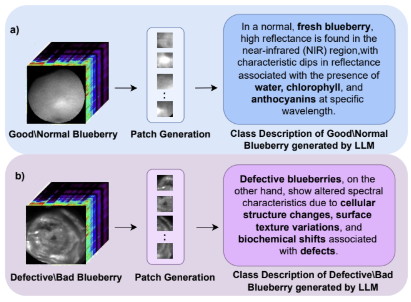 a)
In a normal, fresh blueberry,
high reflectance is found in the
near-infrared (NIR) region,with
characteristic dips in reflectance
associated with the presence of
water, chlorophyll, and
anthocyanins at specific
wavelength.
Good\Normal Blueberry
Patch Generation
Class Description of Good\Normal
Blueberry generated by LLM
b)
Defective blueberries, on the
other hand, show altered spectral
characteristics due to cellular
structure changes, surface
texture variations, and
biochemical shifts associated
with defects.
Defective\Bad Blueberry
Patch Generation
Class Description of Defective\Bad
Blueberry generated by LLM